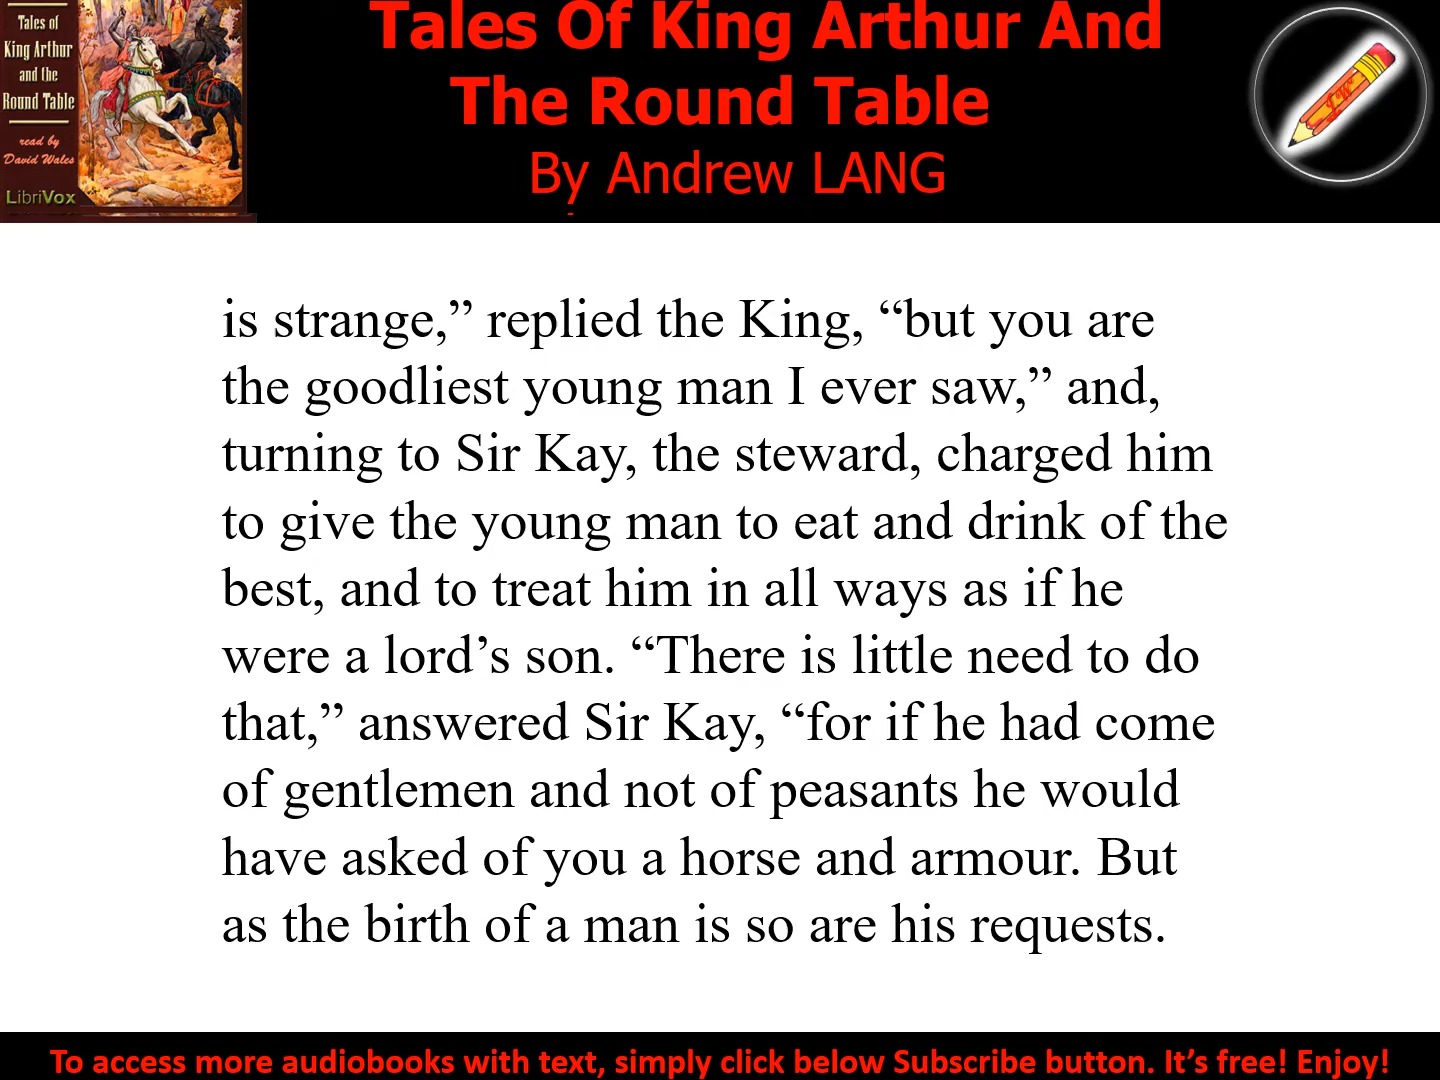 Tales of
King Arthur
and the
Round Table
read by
David Wales
LibriVox
Tales Of King Arthur And
The Round Table
By Andrew LANG
is strange,” replied the King, “but you are
the goodliest young man I ever saw,” and,
turning to Sir Kay, the steward, charged him
to give the young man to eat and drink of the
best, and to treat him in all ways as if he
were a lord’s son. “There is little need to do
that,” answered Sir Kay, “for if he had come
of gentlemen and not of peasants he would
have asked of you a horse and armour. But
as the birth of a man is so are his requests.
To access more audiobooks with text, simply click below Subscribe button. It’s free! Enjoy!